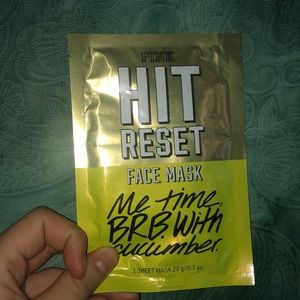 PINK
HIT
RESET
FACE MASK
Me time.
BRB. With
cucumber.
1 SHEET MASK 20 g/0.7 oz